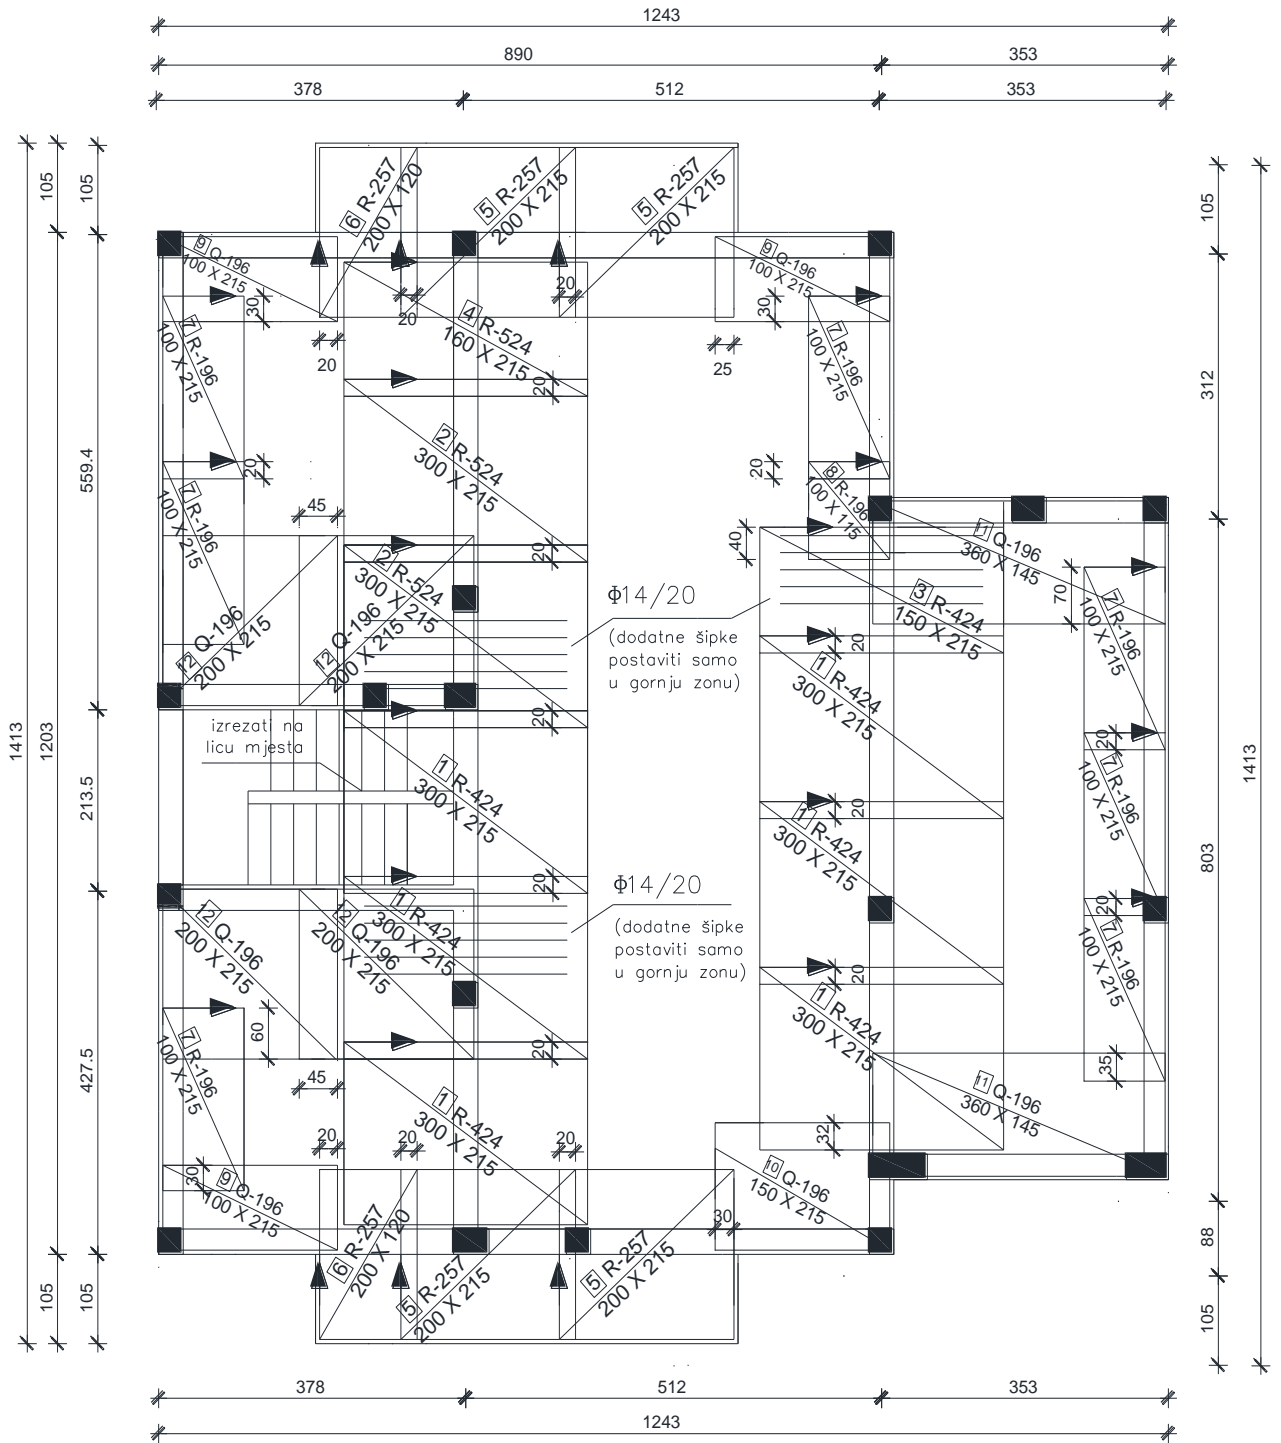 1243
890
353
378
512
353
105
105
105
6 R-257
200 X 120
5 R-257
200 X 215
5 R-257
200 X 215
9 Q-196
100 X 215
9 Q-196
100 X 215
30
20
20
30
20
25
4 R-524
160 X 215
7 R-196
100 X 215
7 R-196
100 X 215
20
312
559.4
2 R-524
300 X 215
20
20
8 R-196
100 X 115
45
7 R-196
100 X 215
40
11 Q-196
360 X 145
20
2 R-524
300 X 215
Φ14/20
(dodatne šipke
postaviti samo
u gornju zonu)
3 R-424
150 X 215
70
7 R-196
100 X 215
12 Q-196
200 X 215
12 Q-196
200 X 215
20
1 R-424
300 X 215
izrezati na
licu mjesta
20
20
1413
1203
213.5
1 R-424
300 X 215
20
1 R-424
300 X 215
7 R-196
100 X 215
1413
803
20
Φ14/20
(dodatne šipke
postaviti samo
u gornju zonu)
12 Q-196
200 X 215
12 Q-196
200 X 215
1 R-424
300 X 215
20
7 R-196
100 X 215
20
1 R-424
300 X 215
60
7 R-196
100 X 215
20
427.5
45
35
11 Q-196
360 X 145
1 R-424
300 X 215
20
20
20
32
30
9 Q-196
100 X 215
10 Q-196
150 X 215
30
6 R-257
200 X 120
5 R-257
200 X 215
5 R-257
200 X 215
88
105
105
105
378
512
353
1243